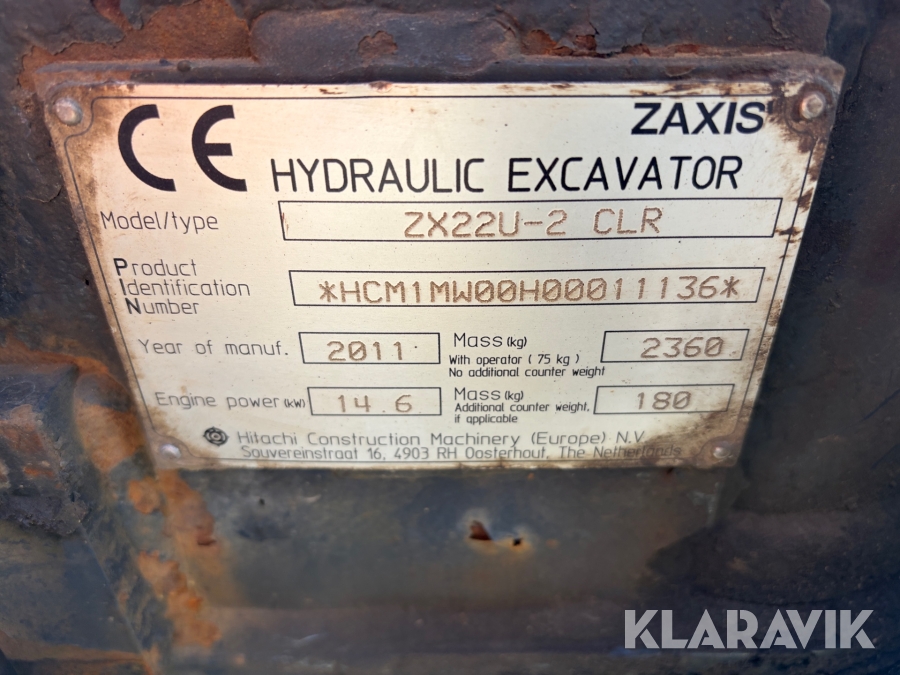 CE
ZAXIS
HYDRAULIC EXCAVATOR
Model/type ZX22U-2 CLR
Product
Identification
Number
*HCM1MW00H00011136*
Year of manuf. 2011
Mass (kg)
With operator ( 75 kg )
No additional counter weight
2360
Engine power (kW) 14.6
Mass (kg)
Additional counter weight,
if applicable
180
Hitachi Construction Machinery (Europe) N.V.
Souvereinstraat 16, 4903 RH Oosterhout, The Netherlands
KLARAVIK